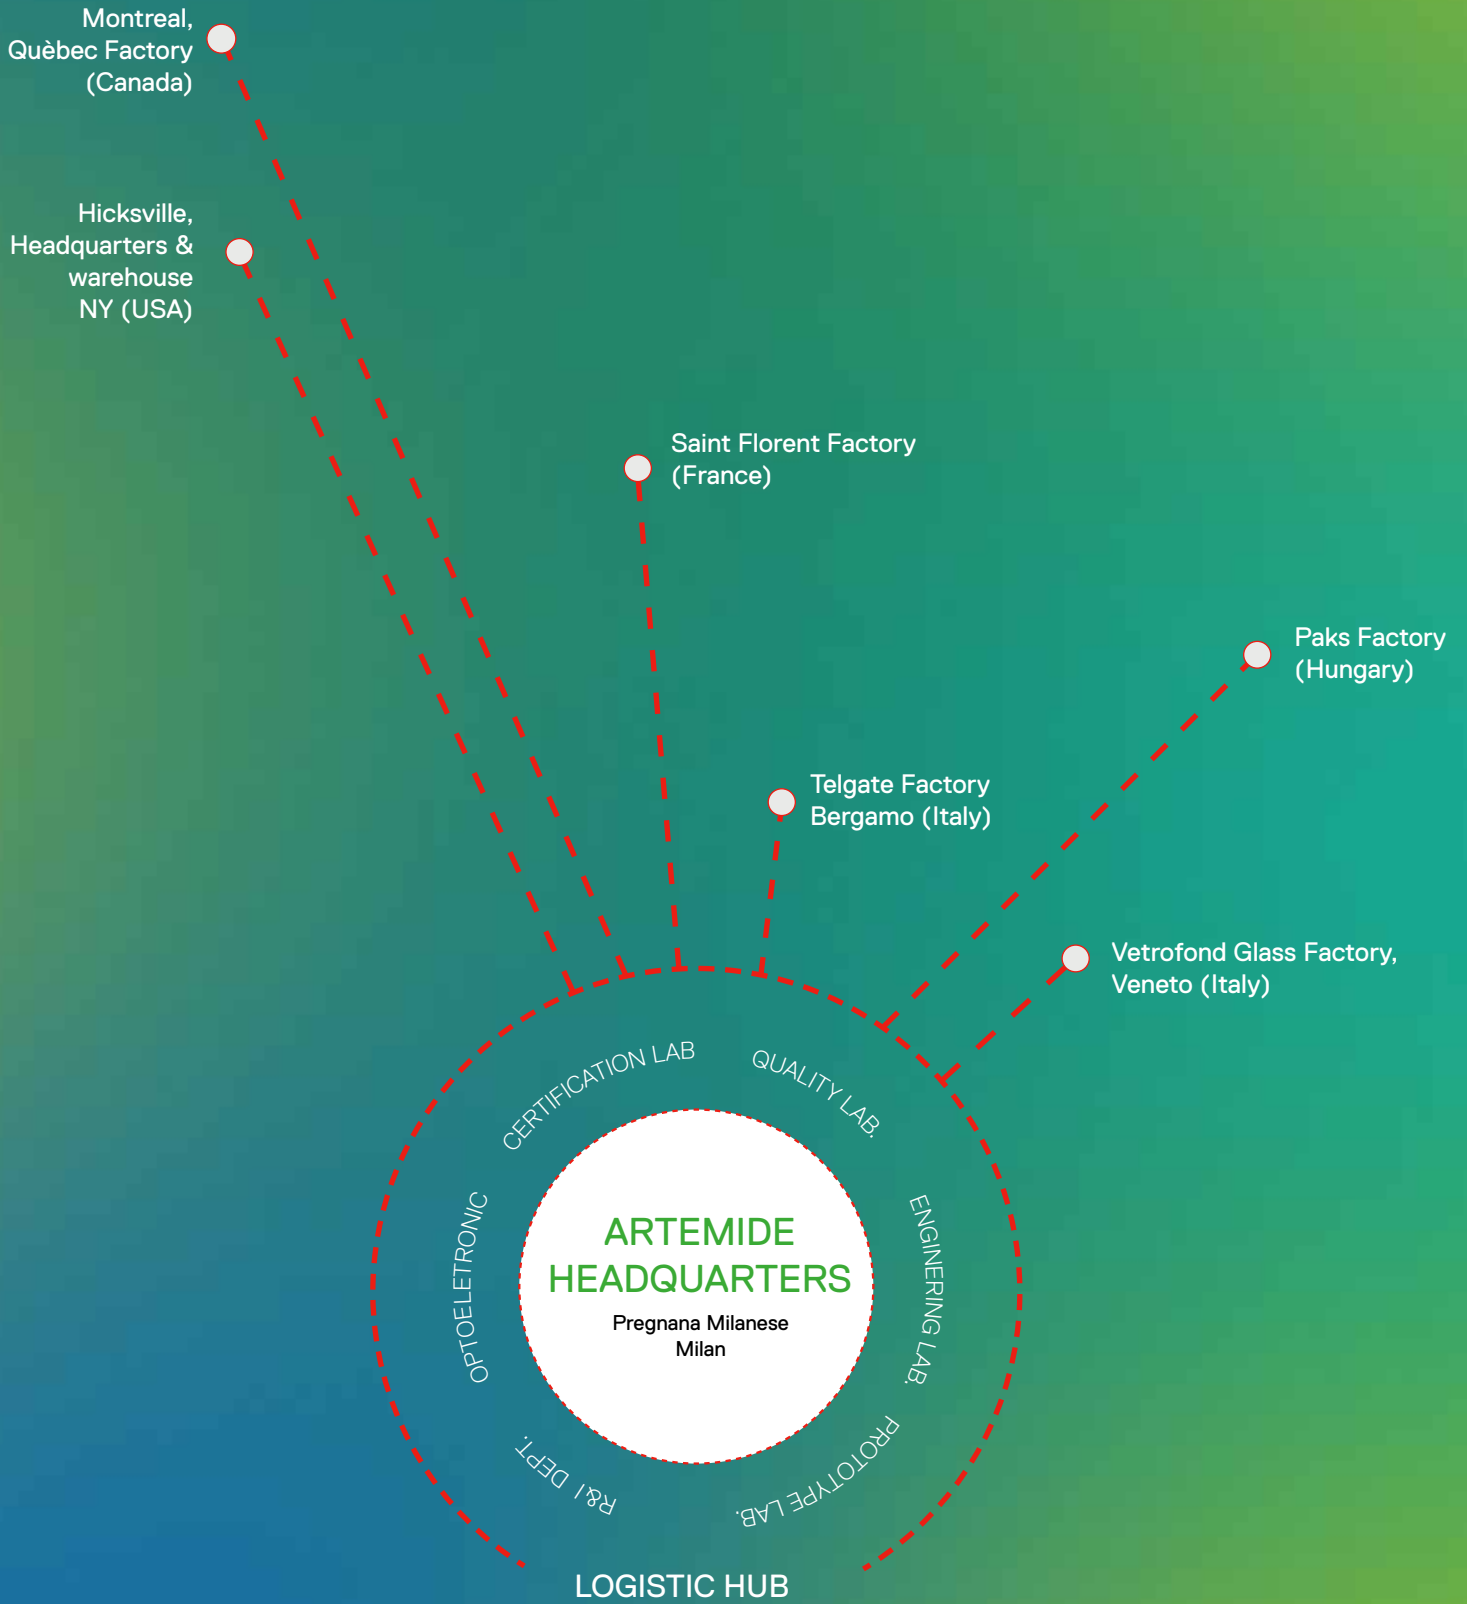 Montreal,
Quèbec Factory
(Canada)
Hicksville,
Headquarters &
warehouse
NY (USA)
Saint Florent Factory
(France)
Paks Factory
(Hungary)
Telgate Factory
Bergamo (Italy)
Vetrofond Glass Factory,
Veneto (Italy)
CERTIFICATION LAB
QUALITY LAB.
OPTOELETRONIC
ENGINERING LAB.
ARTEMIDE
HEADQUARTERS
Pregnana Milanese
Milan
R&I DEPT.
PROTOTYPE LAB.
LOGISTIC HUB